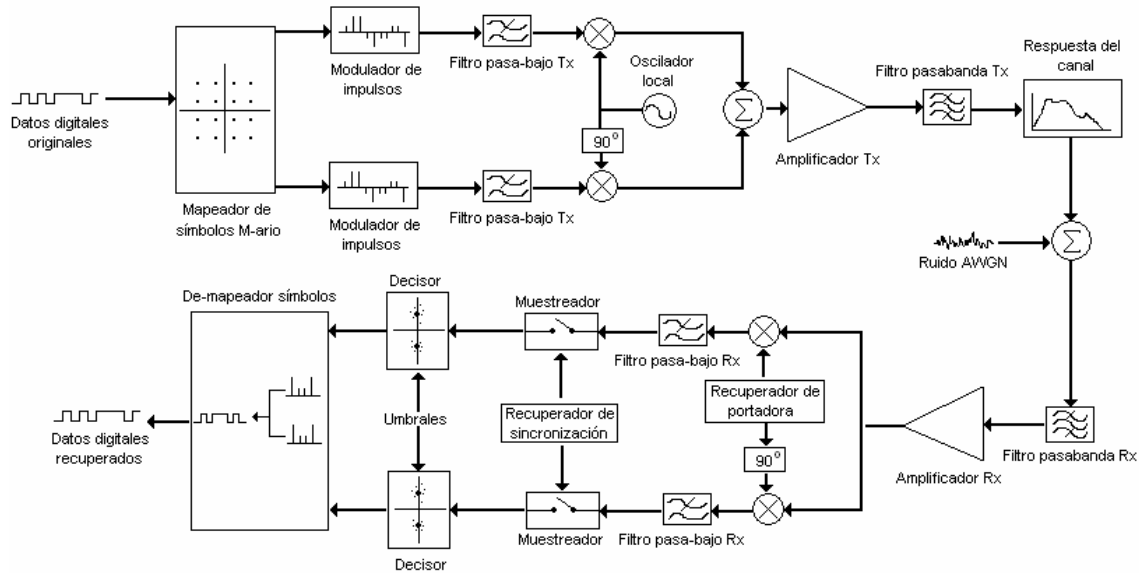 Datos digitales
originales
Mapeador de
símbolos M-ario
Modulador de
impulsos
Filtro pasa-bajo Tx
Oscilador
local
90°
Σ
Amplificador Tx
Filtro pasabanda Tx
Respuesta del
canal
Modulador de
impulsos
Filtro pasa-bajo Tx
Ruido AWGN
Σ
De-mapeador símbolos
Decisor
Muestreador
Filtro pasa-bajo Rx
Datos digitales
recuperados
Umbrales
Recuperador de
sincronización
Recuperador de
portadora
90°
Amplificador Rx
Filtro pasabanda Rx
Decisor
Muestreador
Filtro pasa-bajo Rx